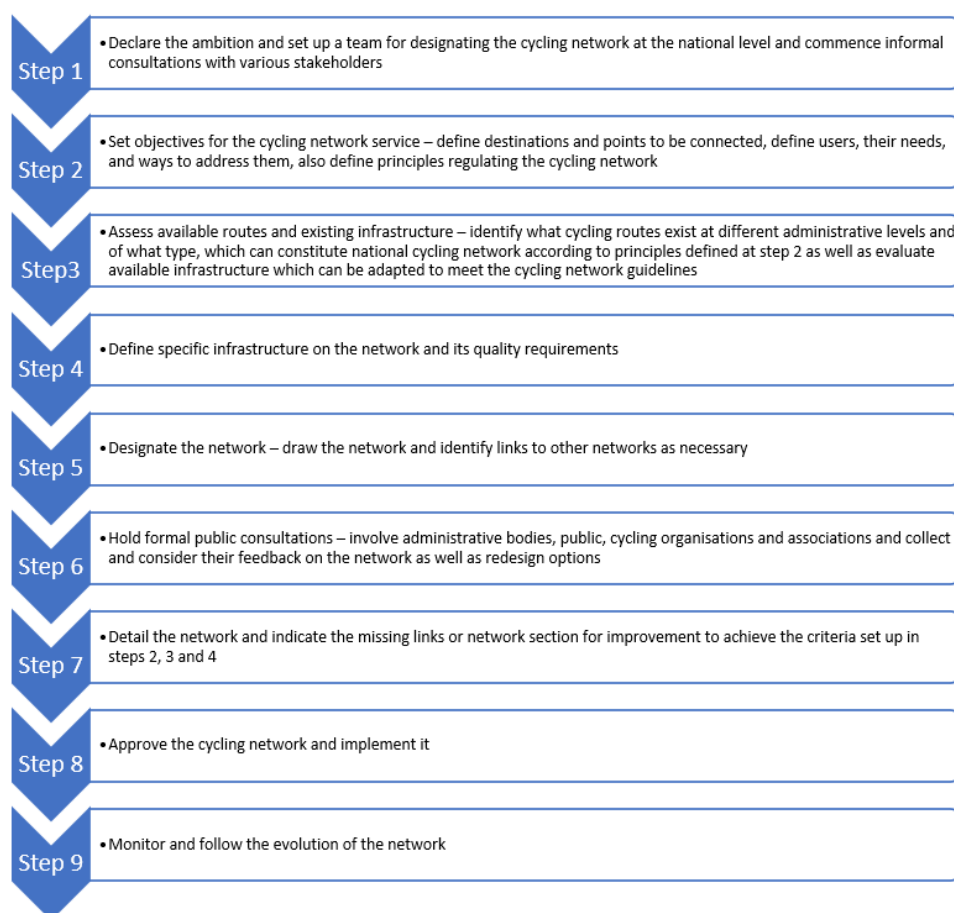 Step 1
•Declare the ambition and set up a team for designating the cycling network at the national level and commence informal
consultations with various stakeholders
Step 2
•Set objectives for the cycling network service – define destinations and points to be connected, define users, their needs,
and ways to address them, also define principles regulating the cycling network
Step3
•Assess available routes and existing infrastructure – identify what cycling routes exist at different administrative levels and
of what type, which can constitute national cycling network according to principles defined at step 2 as well as evaluate
available infrastructure which can be adapted to meet the cycling network guidelines
Step 4
•Define specific infrastructure on the network and its quality requirements
Step 5
•Designate the network – draw the network and identify links to other networks as necessary
Step 6
•Hold formal public consultations – involve administrative bodies, public, cycling organisations and associations and collect
and consider their feedback on the network as well as redesign options
Step 7
•Detail the network and indicate the missing links or network section for improvement to achieve the criteria set up in
steps 2, 3 and 4
Step 8
•Approve the cycling network and implement it
Step 9
•Monitor and follow the evolution of the network